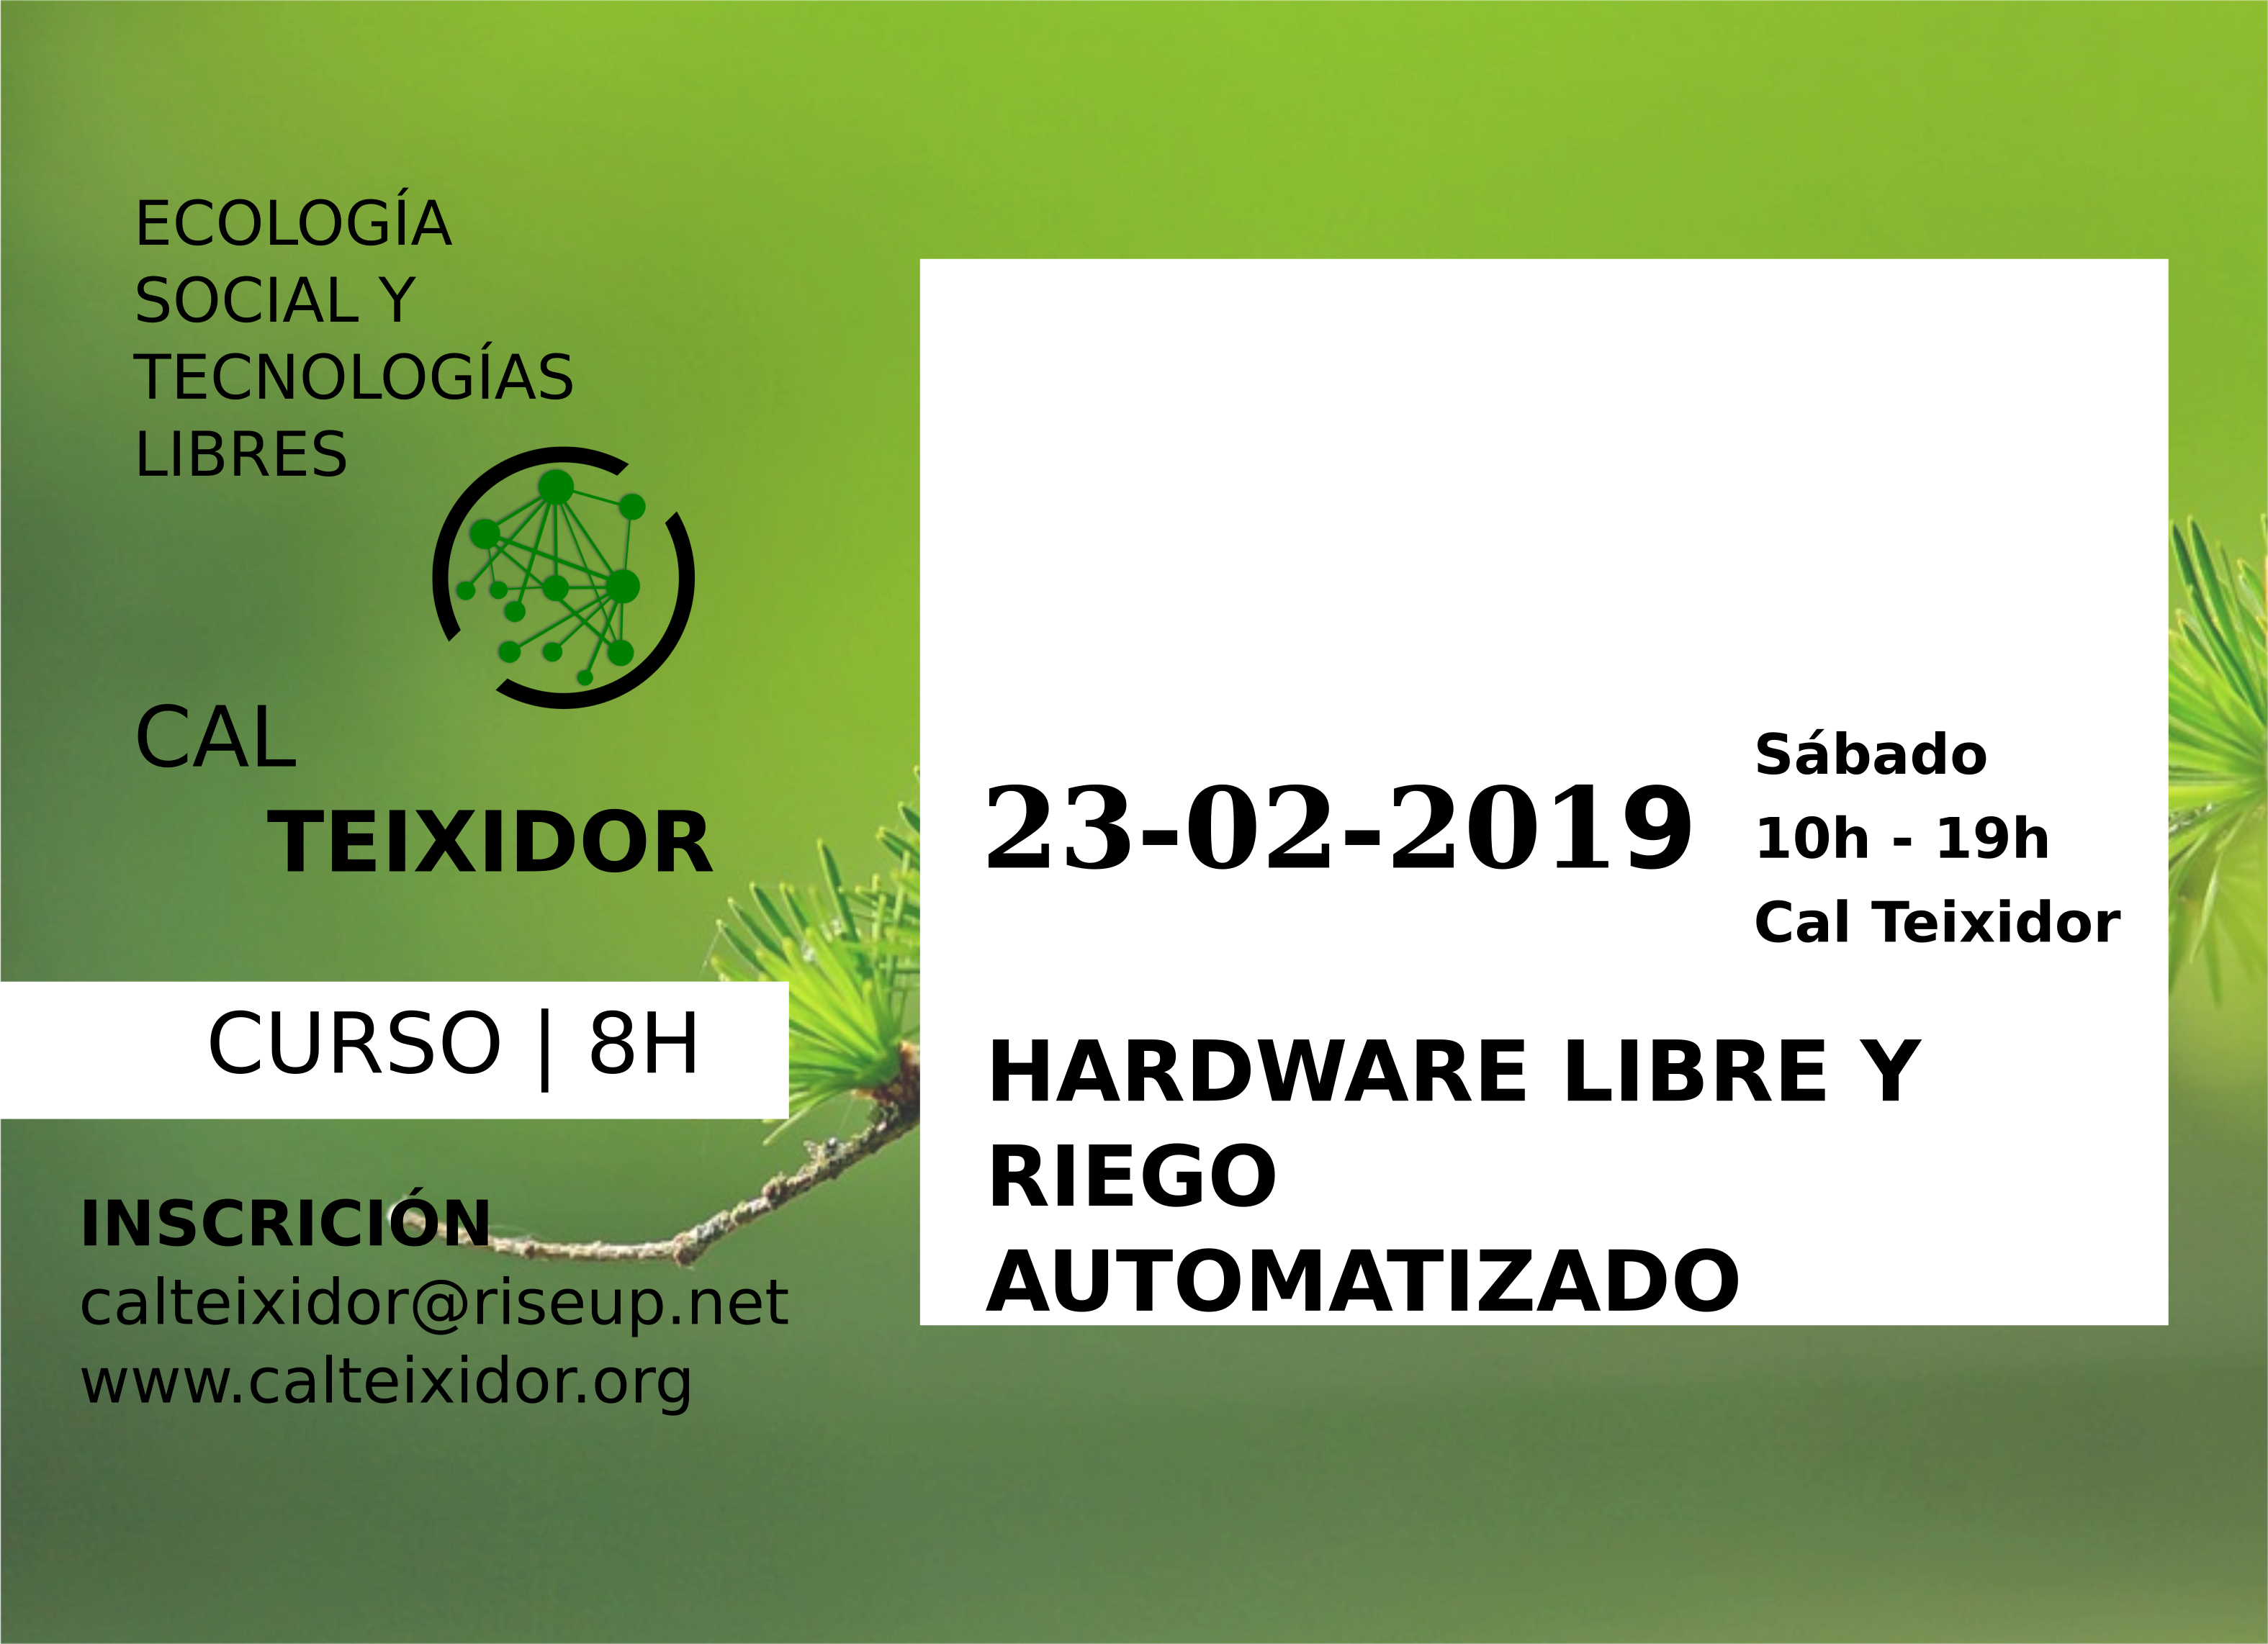 ECOLOGÍA
SOCIAL Y
TECNOLOGÍAS
LIBRES
CAL
TEIXIDOR
CURSO | 8H
INSCRICIÓN
calteixidor@riseup.net
www.calteixidor.org
23-02-2019
Sábado
10h - 19h
Cal Teixidor
HARDWARE LIBRE Y
RIEGO
AUTOMATIZADO